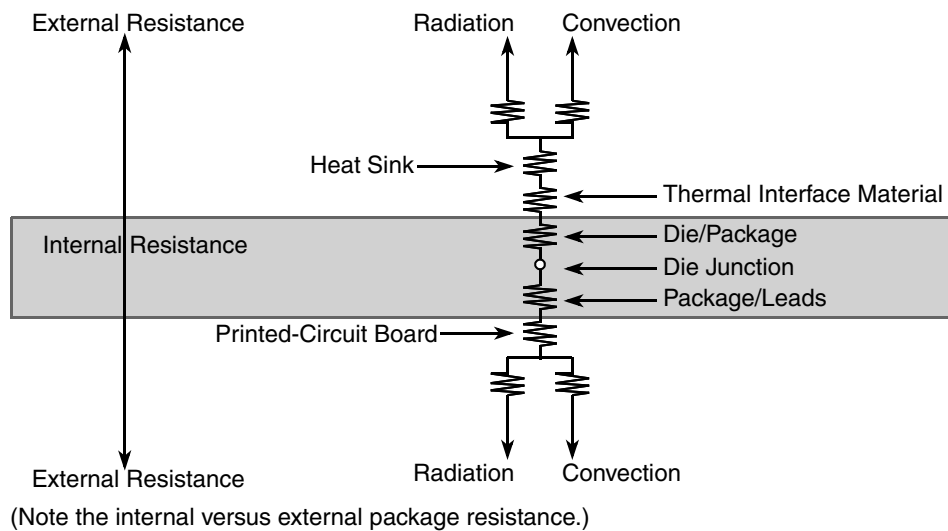 External Resistance
Radiation
Convection
Heat Sink
Thermal Interface Material
Internal Resistance
Die/Package
Die Junction
Package/Leads
Printed-Circuit Board
External Resistance
Radiation
Convection
(Note the internal versus external package resistance.)